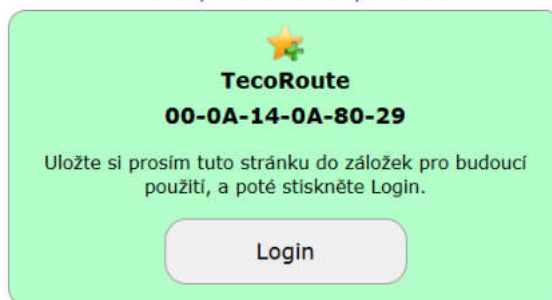 TecoRoute
00-0A-14-0A-80-29
Uložte si prosím tuto stránku do záložek pro budoucí
použití, a poté stiskněte Login.
Login